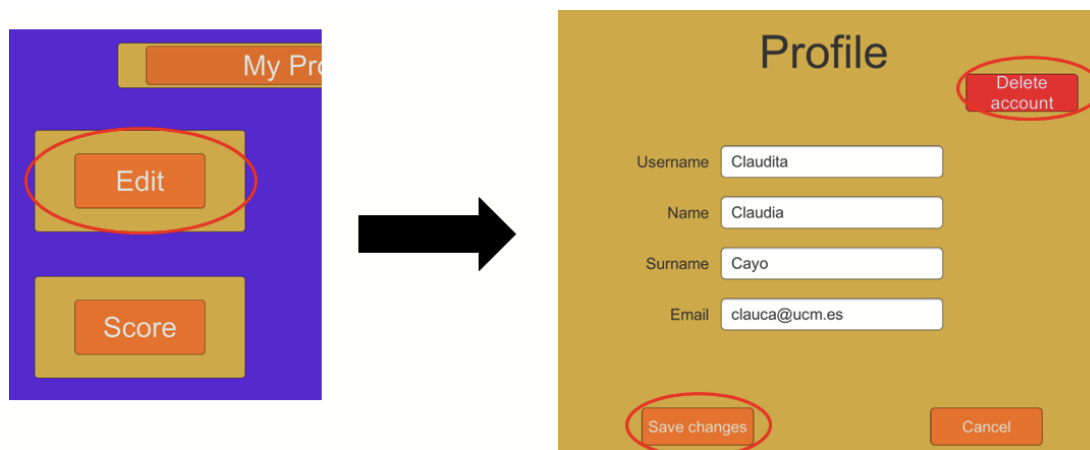 My Pro
Edit
Score
Profile
Delete
account
Username Claudita
Name Claudia
Surname Cayo
Email clauca@ucm.es
Save changes
Cancel